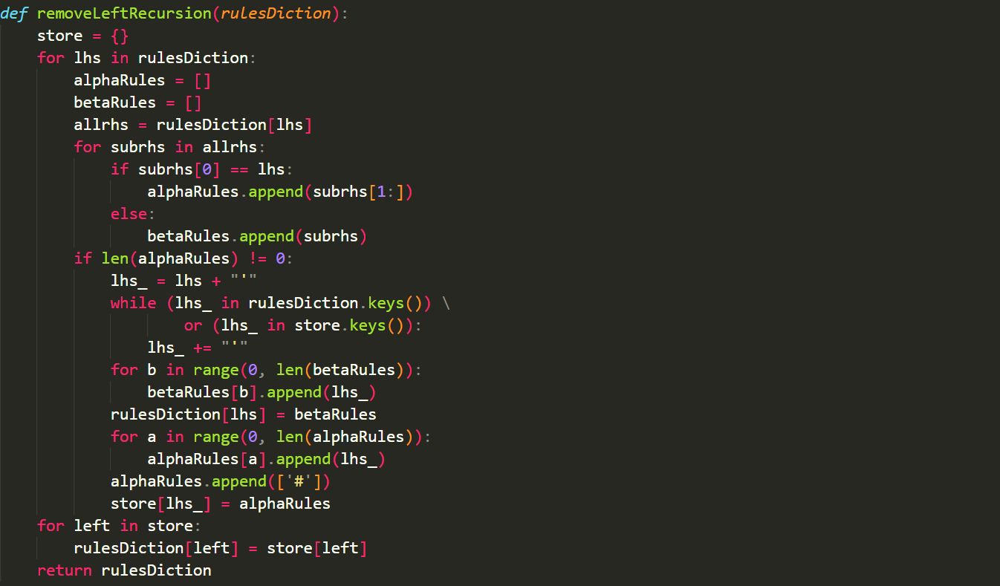 def removeLeftRecursion(rulesDiction):
    store = {}
    for lhs in rulesDiction:
        alphaRules = []
        betaRules = []
        allrhs = rulesDiction[lhs]
        for subrhs in allrhs:
            if subrhs[0] == lhs:
                alphaRules.append(subrhs[1:])
            else:
                betaRules.append(subrhs)
        if len(alphaRules) != 0:
            lhs_ = lhs + "'"
            while (lhs_ in rulesDiction.keys()) \
                    or (lhs_ in store.keys()):
                lhs_ += "'"
            for b in range(0, len(betaRules)):
                betaRules[b].append(lhs_)
            rulesDiction[lhs] = betaRules
            for a in range(0, len(alphaRules)):
                alphaRules[a].append(lhs_)
            alphaRules.append(['#'])
            store[lhs_] = alphaRules
    for left in store:
        rulesDiction[left] = store[left]
    return rulesDiction